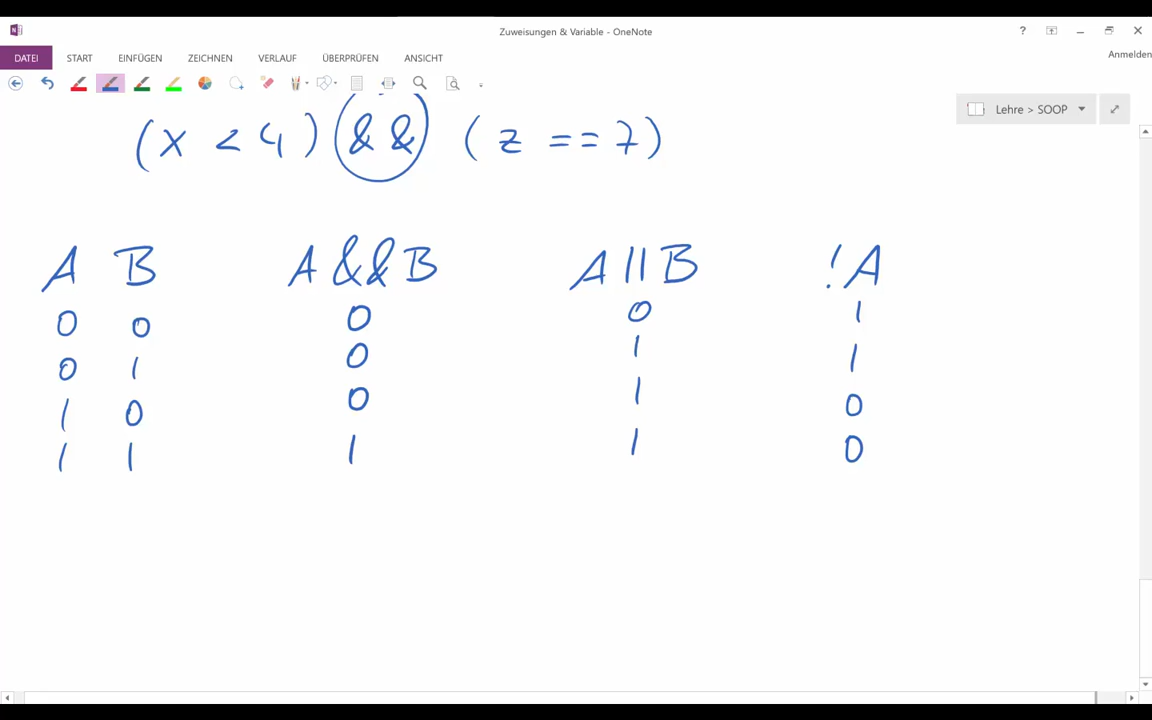 Zuweisungen & Variable - OneNote
?
Anmelden
DATEI START EINFÜGEN ZEICHNEN VERLAUF ÜBERPRÜFEN ANSICHT
Lehre > SOOP
(x < 4) && (z == 7)
A B A&&B A||B !A
0 0 0 0 1
0 1 0 1 1
1 0 0 1 0
1 1 1 1 0